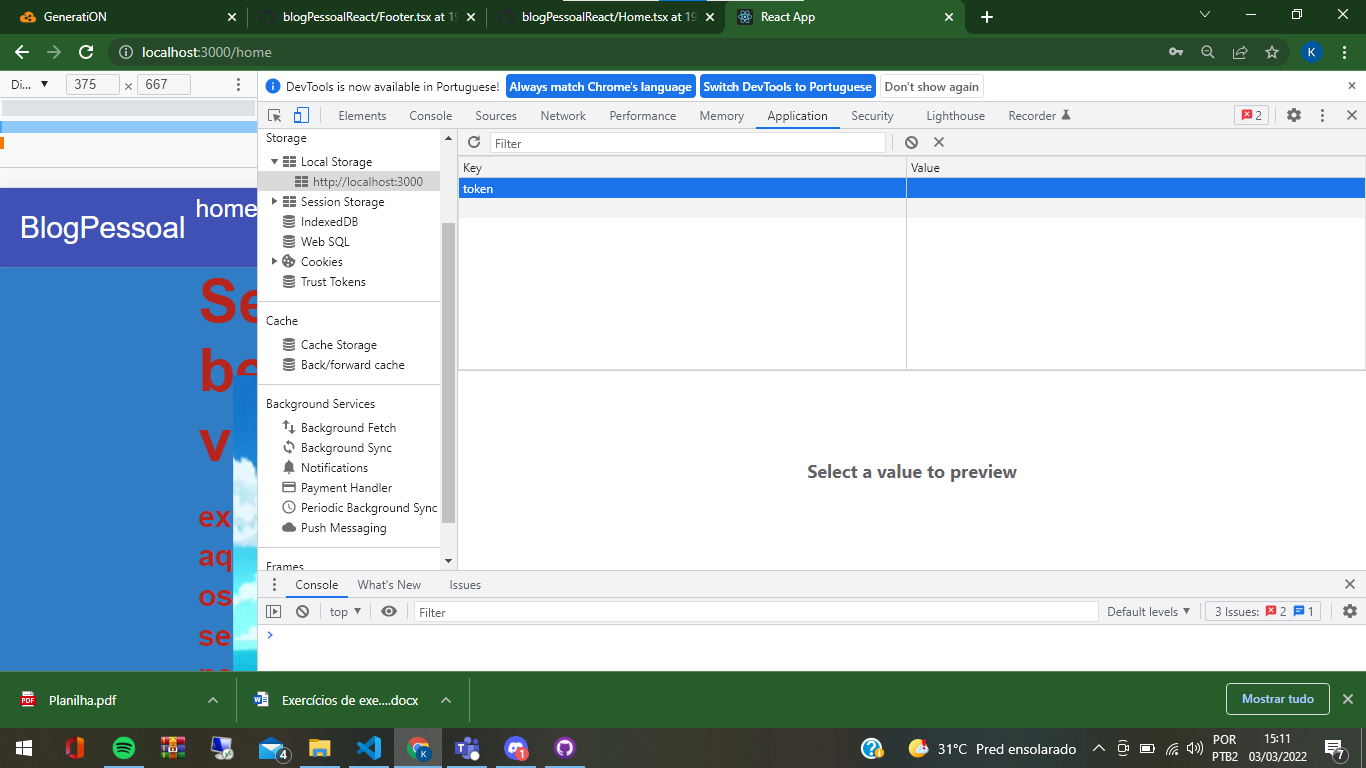 GeneratiON
blogPessoalReact/Footer.tsx at 19
blogPessoalReact/Home.tsx at 19
React App
localhost:3000/home
K
Di...
375
×
667
DevTools is now available in Portuguese!
Always match Chrome's language
Switch DevTools to Portuguese
Don't show again
Elements
Console
Sources
Network
Performance
Memory
Application
Security
Lighthouse
Recorder
2
Storage
Local Storage
http://localhost:3000
Session Storage
IndexedDB
Web SQL
Cookies
Trust Tokens
Cache
Cache Storage
Back/forward cache
Background Services
Background Fetch
Background Sync
Notifications
Payment Handler
Periodic Background Sync
Push Messaging
Frames
Filter
Key
Value
token
Select a value to preview
BlogPessoal
home
Se
be
v
ex
aq
os
se
Console
What's New
Issues
top
Filter
Default levels
3 Issues:
2
1
Planilha.pdf
Exercícios de exe....docx
Mostrar tudo
PDF
4
K
1
31°C Pred ensolarado
POR
PTB2
15:11
03/03/2022
7